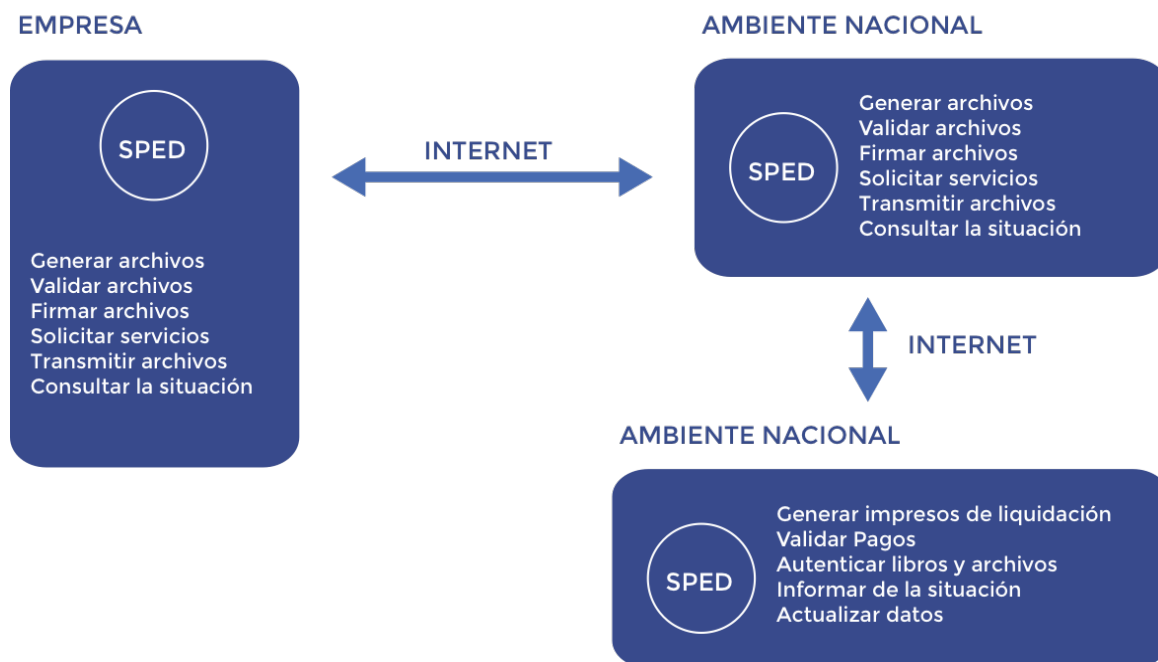 EMPRESA
SPED
Generar archivos
Validar archivos
Firmar archivos
Solicitar servicios
Transmitir archivos
Consultar la situación
INTERNET
AMBIENTE NACIONAL
SPED
Generar archivos
Validar archivos
Firmar archivos
Solicitar servicios
Transmitir archivos
Consultar la situación
INTERNET
AMBIENTE NACIONAL
SPED
Generar impresos de liquidación
Validar Pagos
Autenticar libros y archivos
Informar de la situación
Actualizar datos